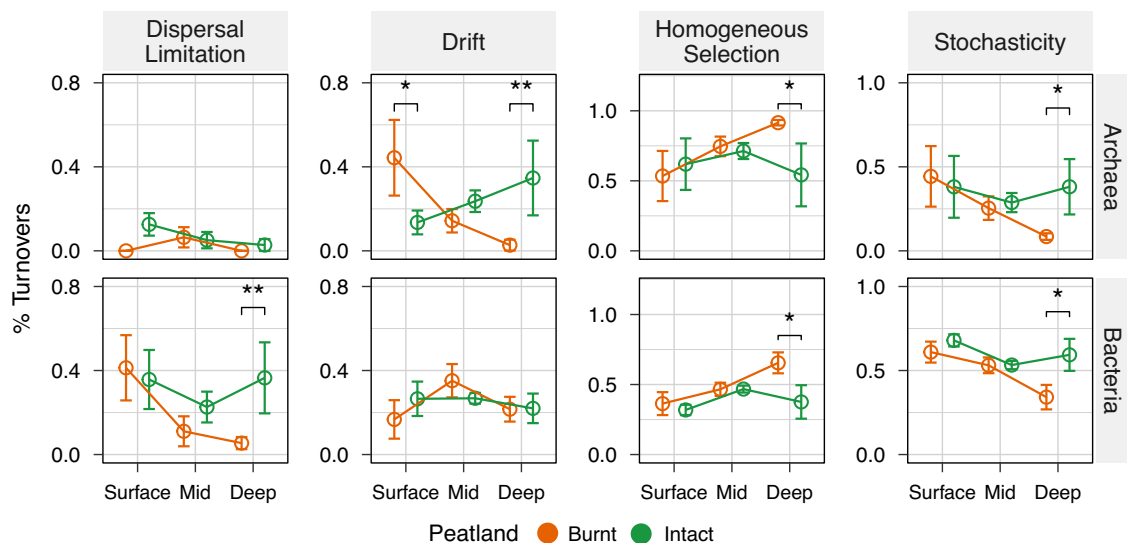 Dispersal
Limitation
Drift
Homogeneous
Selection
Stochasticity
% Turnovers
0.8
0.4
0.0
0.8
0.4
0.0
* **
1.0
0.5
0.0
*
1.0
0.5
0.0
*
Archaea
0.8
0.4
0.0
**
0.8
0.4
0.0
1.0
0.5
0.0
*
1.0
0.5
0.0
*
Bacteria
Surface Mid Deep
Surface Mid Deep
Surface Mid Deep
Surface Mid Deep
Peatland Burnt Intact